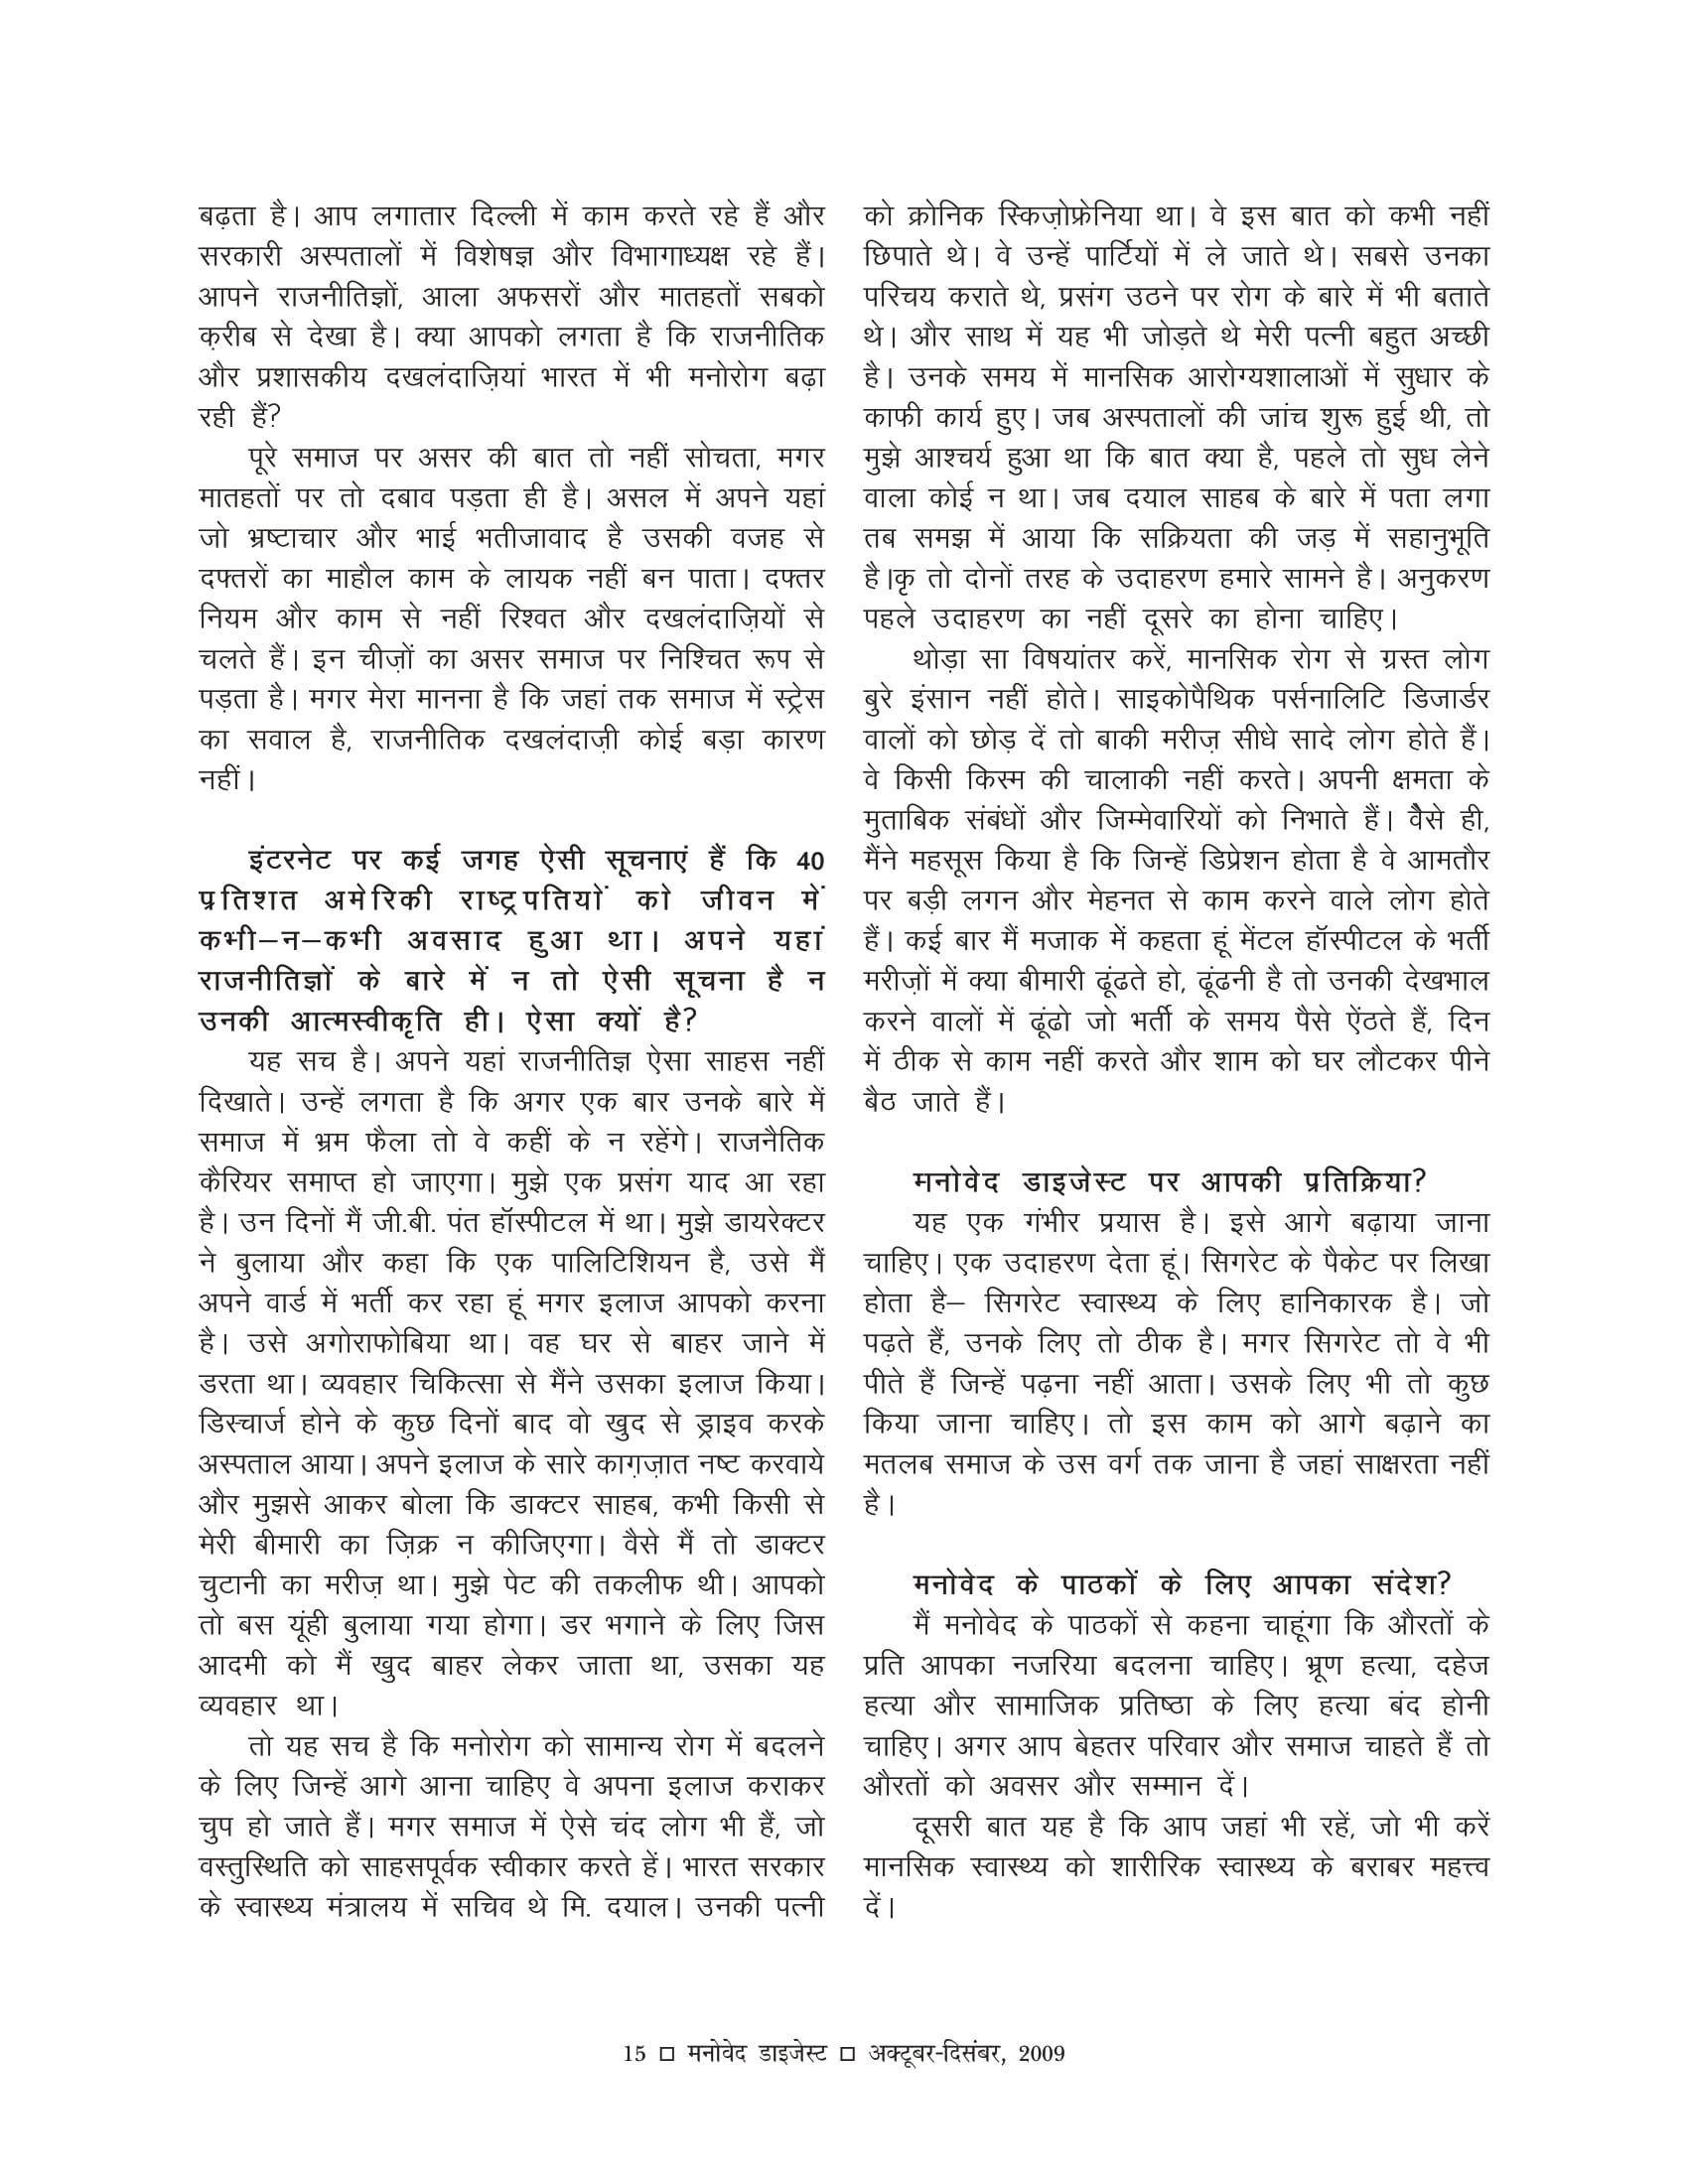 बढ़ता है। आप लगातार दिल्ली में काम करते रहे हैं और
सरकारी अस्पतालों में विशेषज्ञ और विभागाध्यक्ष रहे हैं।
आपने राजनीतिज्ञों, आला अफसरों और मातहतों सबको
क़रीब से देखा है। क्या आपको लगता है कि राजनीतिक
और प्रशासकीय दखलंदाज़ियां भारत में भी मनोरोग बढ़ा
रही हैं?
पूरे समाज पर असर की बात तो नहीं सोचता, मगर
मातहतों पर तो दबाव पड़ता ही है। असल में अपने यहां
जो भ्रष्टाचार और भाई भतीजावाद है उसकी वजह से
दफ्तरों का माहौल काम के लायक नहीं बन पाता। दफ्तर
नियम और काम से नहीं रिश्वत और दखलंदाज़ियों से
चलते हैं। इन चीज़ों का असर समाज पर निश्चित रूप से
पड़ता है। मगर मेरा मानना है कि जहां तक समाज में स्ट्रेस
का सवाल है, राजनीतिक दखलंदाज़ी कोई बड़ा कारण
नहीं।
इंटरनेट पर कई जगह ऐसी सूचनाएं हैं कि 40
प्रतिशत अमेरिकी राष्ट्रपतियों को जीवन में
कभी–न–कभी अवसाद हुआ था। अपने यहां
राजनीतिज्ञों के बारे में न तो ऐसी सूचना है न
उनकी आत्मस्वीकृति ही। ऐसा क्यों है?
यह सच है। अपने यहां राजनीतिज्ञ ऐसा साहस नहीं
दिखाते। उन्हें लगता है कि अगर एक बार उनके बारे में
समाज में भ्रम फैला तो वे कहीं के न रहेंगे। राजनैतिक
कैरियर समाप्त हो जाएगा। मुझे एक प्रसंग याद आ रहा
है। उन दिनों मैं जी.बी. पंत हॉस्पीटल में था। मुझे डायरेक्टर
ने बुलाया और कहा कि एक पालिटिशियन है, उसे मैं
अपने वार्ड में भर्ती कर रहा हूं मगर इलाज आपको करना
है। उसे अगोराफोबिया था। वह घर से बाहर जाने में
डरता था। व्यवहार चिकित्सा से मैंने उसका इलाज किया।
डिस्चार्ज होने के कुछ दिनों बाद वो खुद से ड्राइव करके
अस्पताल आया। अपने इलाज के सारे काग़ज़ात नष्ट करवाये
और मुझसे आकर बोला कि डाक्टर साहब, कभी किसी से
मेरी बीमारी का ज़िक्र न कीजिएगा। वैसे मैं तो डाक्टर
चुटानी का मरीज़ था। मुझे पेट की तकलीफ थी। आपको
तो बस यूंही बुलाया गया होगा। डर भगाने के लिए जिस
आदमी को मैं खुद बाहर लेकर जाता था, उसका यह
व्यवहार था।
तो यह सच है कि मनोरोग को सामान्य रोग में बदलने
के लिए जिन्हें आगे आना चाहिए वे अपना इलाज कराकर
चुप हो जाते हैं। मगर समाज में ऐसे चंद लोग भी हैं, जो
वस्तुस्थिति को साहसपूर्वक स्वीकार करते हें। भारत सरकार
के स्वास्थ्य मंत्रालय में सचिव थे मि. दयाल। उनकी पत्नी
को क्रोनिक स्किज़ोफ्रेनिया था। वे इस बात को कभी नहीं
छिपाते थे। वे उन्हें पार्टियों में ले जाते थे। सबसे उनका
परिचय कराते थे, प्रसंग उठने पर रोग के बारे में भी बताते
थे। और साथ में यह भी जोड़ते थे मेरी पत्नी बहुत अच्छी
है। उनके समय में मानसिक आरोग्यशालाओं में सुधार के
काफी कार्य हुए। जब अस्पतालों की जांच शुरू हुई थी, तो
मुझे आश्चर्य हुआ था कि बात क्या है, पहले तो सुध लेने
वाला कोई न था। जब दयाल साहब के बारे में पता लगा
तब समझ में आया कि सक्रियता की जड़ में सहानुभूति
है।कृ तो दोनों तरह के उदाहरण हमारे सामने है। अनुकरण
पहले उदाहरण का नहीं दूसरे का होना चाहिए।
थोड़ा सा विषयांतर करें, मानसिक रोग से ग्रस्त लोग
बुरे इंसान नहीं होते। साइकोपैथिक पर्सनालिटि डिजार्डर
वालों को छोड़ दें तो बाकी मरीज़ सीधे सादे लोग होते हैं।
वे किसी किस्म की चालाकी नहीं करते। अपनी क्षमता के
मुताबिक संबंधों और जिम्मेवारियों को निभाते हैं। वैसे ही,
मैंने महसूस किया है कि जिन्हें डिप्रेशन होता है वे आमतौर
पर बड़ी लगन और मेहनत से काम करने वाले लोग होते
हैं। कई बार मैं मजाक में कहता हूं मेंटल हॉस्पीटल के भर्ती
मरीज़ों में क्या बीमारी ढूंढते हो, ढूंढनी है तो उनकी देखभाल
करने वालों में ढूंढो जो भर्ती के समय पैसे ऐंठते हैं, दिन
में ठीक से काम नहीं करते और शाम को घर लौटकर पीने
बैठ जाते हैं।
मनोवेद डाइजेस्ट पर आपकी प्रतिक्रिया?
यह एक गंभीर प्रयास है। इसे आगे बढ़ाया जाना
चाहिए। एक उदाहरण देता हूं। सिगरेट के पैकेट पर लिखा
होता है– सिगरेट स्वास्थ्य के लिए हानिकारक है। जो
पढ़ते हैं, उनके लिए तो ठीक है। मगर सिगरेट तो वे भी
पीते हैं जिन्हें पढ़ना नहीं आता। उसके लिए भी तो कुछ
किया जाना चाहिए। तो इस काम को आगे बढ़ाने का
मतलब समाज के उस वर्ग तक जाना है जहां साक्षरता नहीं
है।
मनोवेद के पाठकों के लिए आपका संदेश?
मैं मनोवेद के पाठकों से कहना चाहूंगा कि औरतों के
प्रति आपका नजरिया बदलना चाहिए। भ्रूण हत्या, दहेज
हत्या और सामाजिक प्रतिष्ठा के लिए हत्या बंद होनी
चाहिए। अगर आप बेहतर परिवार और समाज चाहते हैं तो
औरतों को अवसर और सम्मान दें।
दूसरी बात यह है कि आप जहां भी रहें, जो भी करें
मानसिक स्वास्थ्य को शारीरिक स्वास्थ्य के बराबर महत्त्व
दें।
15 □ मनोवेद डाइजेस्ट □ अक्टूबर-दिसंबर, 2009